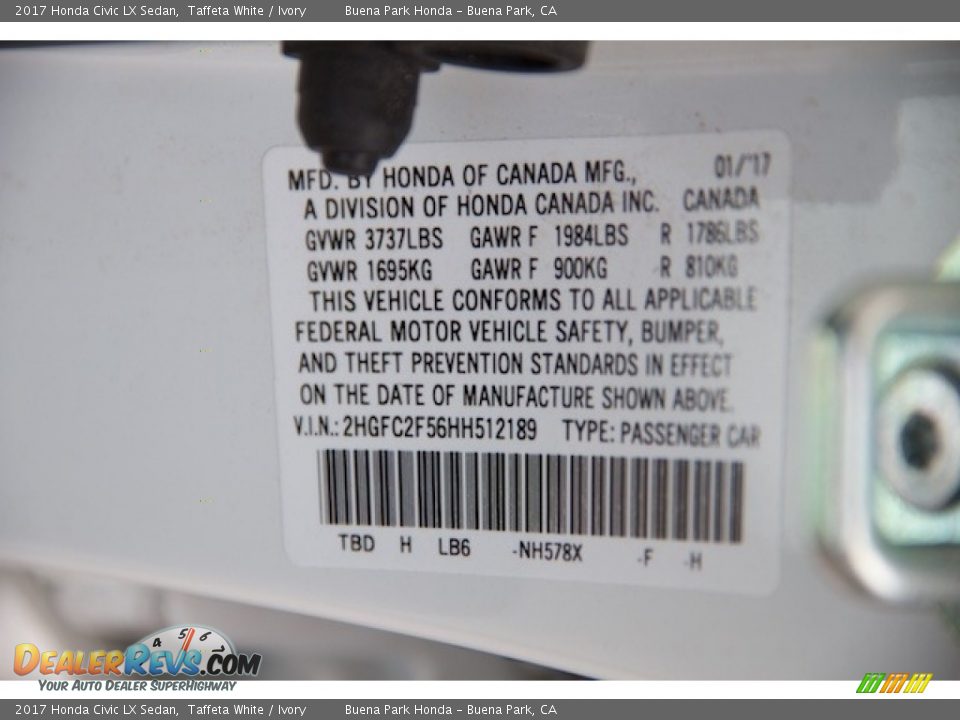 2017 Honda Civic LX Sedan, Taffeta White / Ivory Buena Park Honda – Buena Park, CA
MFD. BY HONDA OF CANADA MFG., 01/'17
A DIVISION OF HONDA CANADA INC. CANADA
GVWR 3737LBS GAWR F 1984LBS R 1786LBS
GVWR 1695KG GAWR F 900KG R 810KG
THIS VEHICLE CONFORMS TO ALL APPLICABLE
FEDERAL MOTOR VEHICLE SAFETY, BUMPER,
AND THEFT PREVENTION STANDARDS IN EFFECT
ON THE DATE OF MANUFACTURE SHOWN ABOVE.
V.I.N.: 2HGFC2F56HH512189 TYPE: PASSENGER CAR
TBD H LB6 -NH578X -F -H
4 5 6
DEALERREVS.COM
YOUR AUTO DEALER SUPERHIGHWAY
2017 Honda Civic LX Sedan, Taffeta White / Ivory Buena Park Honda – Buena Park, CA